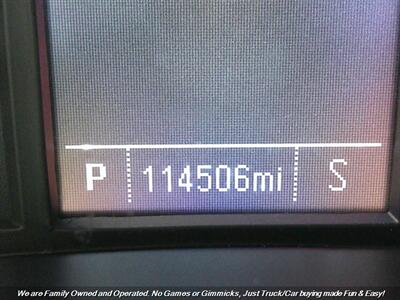 P 114506mi S
We are Family Owned and Operated. No Games or Gimmicks, Just Truck/Car buying made Fun & Easy!